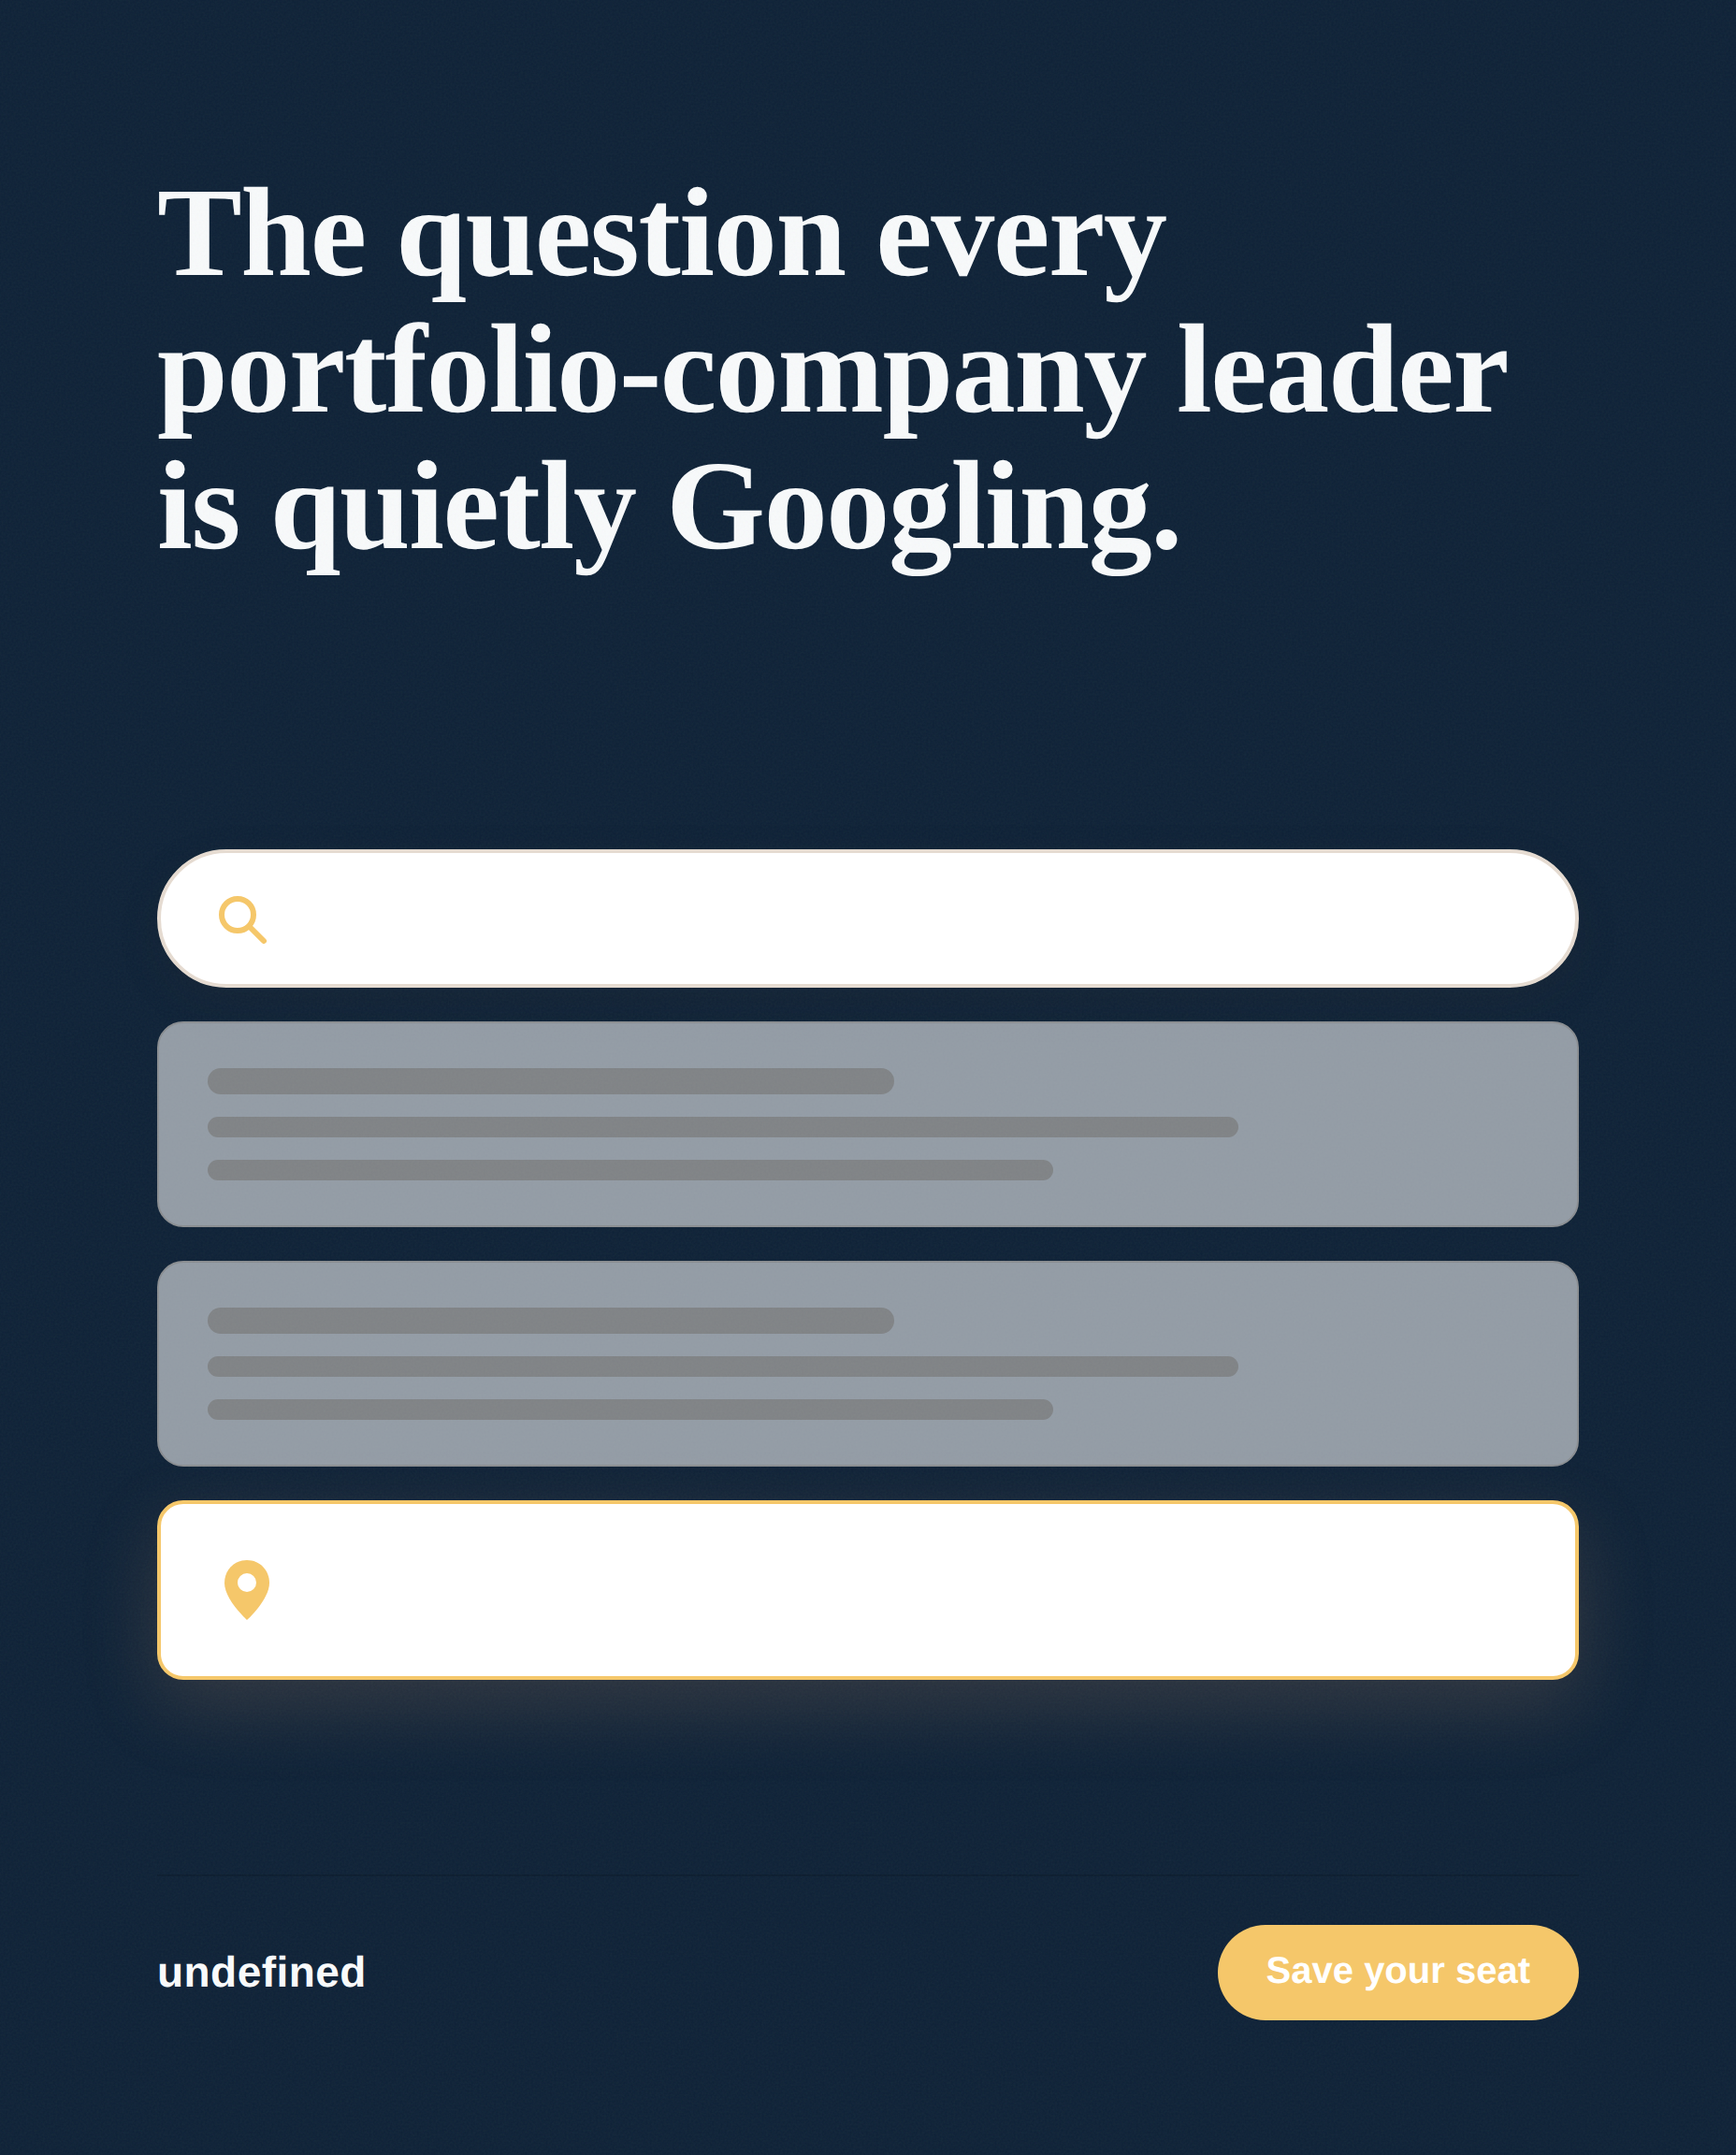 The question every
portfolio-company leader
is quietly Googling.
undefined
Save your seat